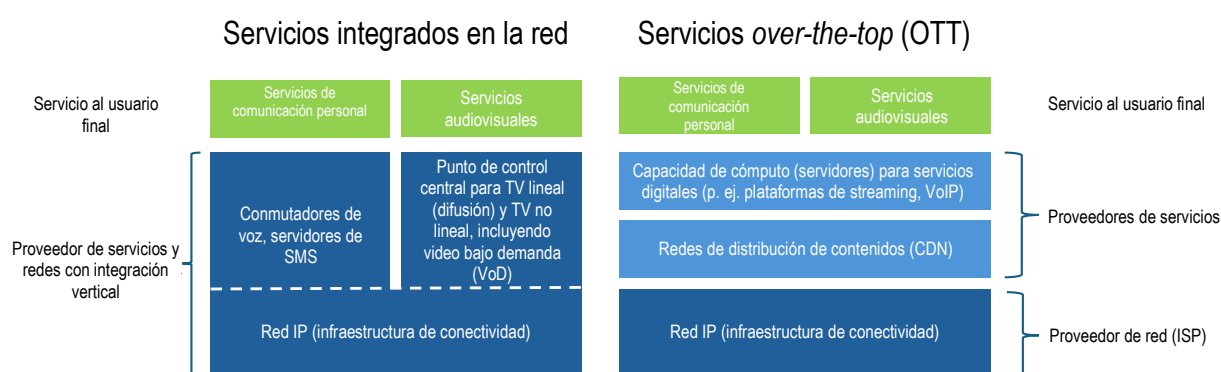 Servicios integrados en la red
Servicios over-the-top (OTT)
Servicio al usuario
final
Servicios de
comunicación personal
Servicios
audiovisuales
Servicios de
comunicación
personal
Servicios
audiovisuales
Servicio al usuario final
Proveedor de servicios y
redes con integración
vertical
Conmutadores de
voz, servidores de
SMS
Punto de control
central para TV lineal
(difusión) y TV no
lineal, incluyendo
video bajo demanda
(VoD)
Red IP (infraestructura de conectividad)
Capacidad de cómputo (servidores) para servicios
digitales (p. ej. plataformas de streaming, VoIP)
Redes de distribución de contenidos (CDN)
Red IP (infraestructura de conectividad)
Proveedores de servicios
Proveedor de red (ISP)